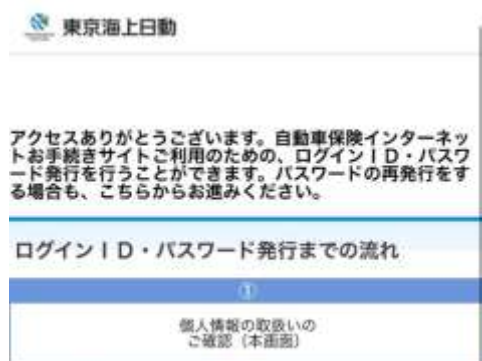 東京海上日動
アクセスありがとうございます。自動車保険インターネッ
トお手続きサイトご利用のための、ログインID・パスワ
ード発行を行うことができます。パスワードの再発行をす
る場合も、こちらからお進みください。
ログインID・パスワード発行までの流れ
①
個人情報の取扱いの
ご確認（本画面）